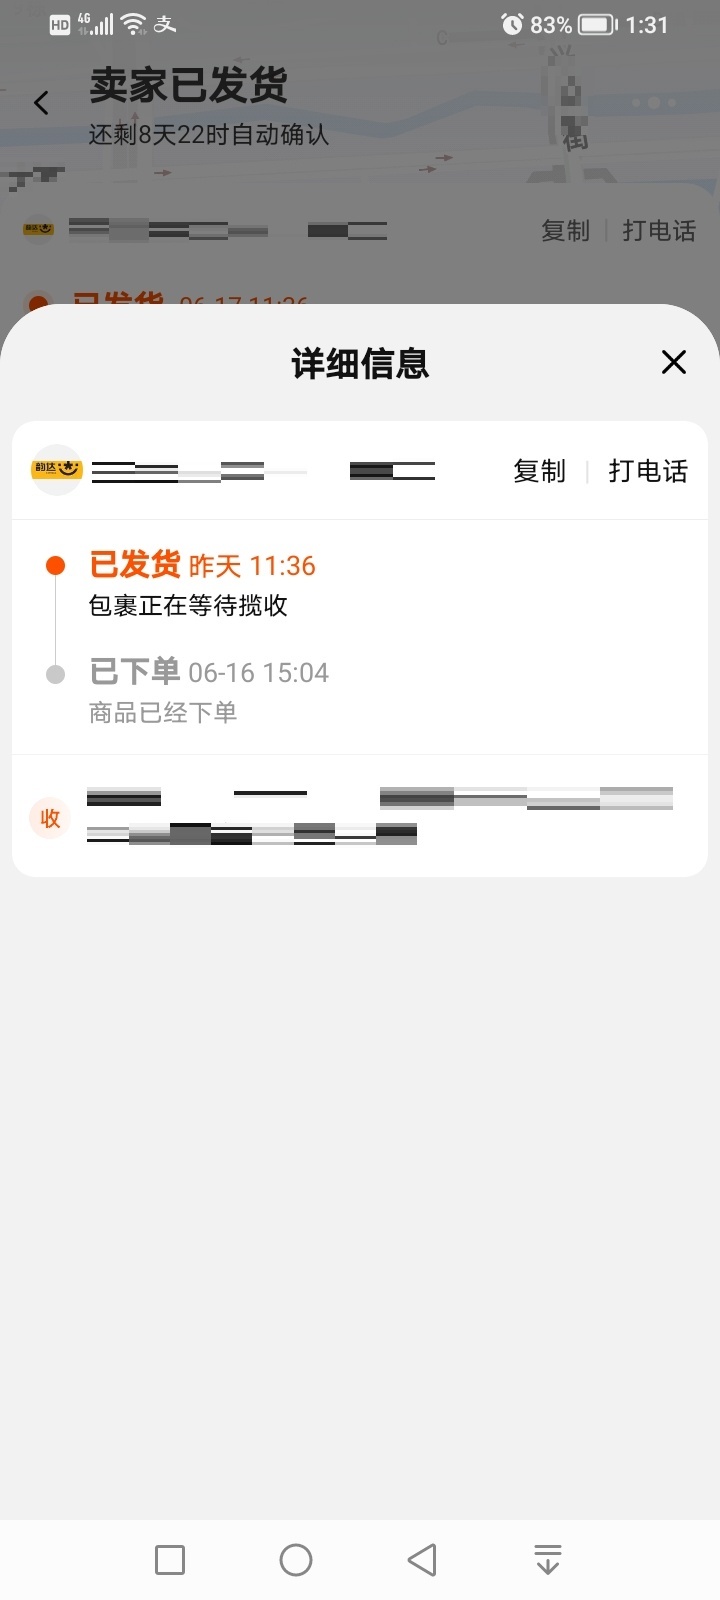 HD 4G 支 83% 1:31
卖家已发货
还剩8天22时自动确认
街
韵达 复制 打电话
已发货 06-17 11:36
详细信息
韵达 复制 打电话
已发货 昨天 11:36
包裹正在等待揽收
已下单 06-16 15:04
商品已经下单
收